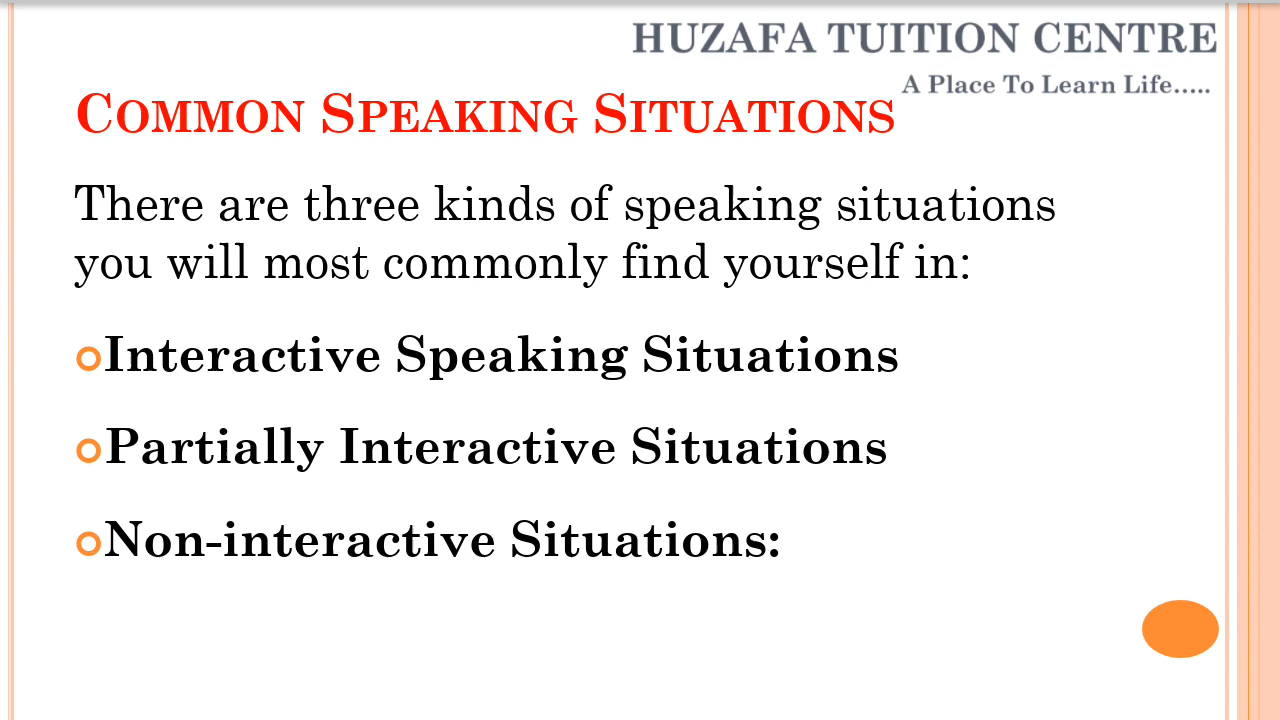 HUZAFA TUITION CENTRE
A Place To Learn Life.....
COMMON SPEAKING SITUATIONS
There are three kinds of speaking situations
you will most commonly find yourself in:
Interactive Speaking Situations
Partially Interactive Situations
Non-interactive Situations: